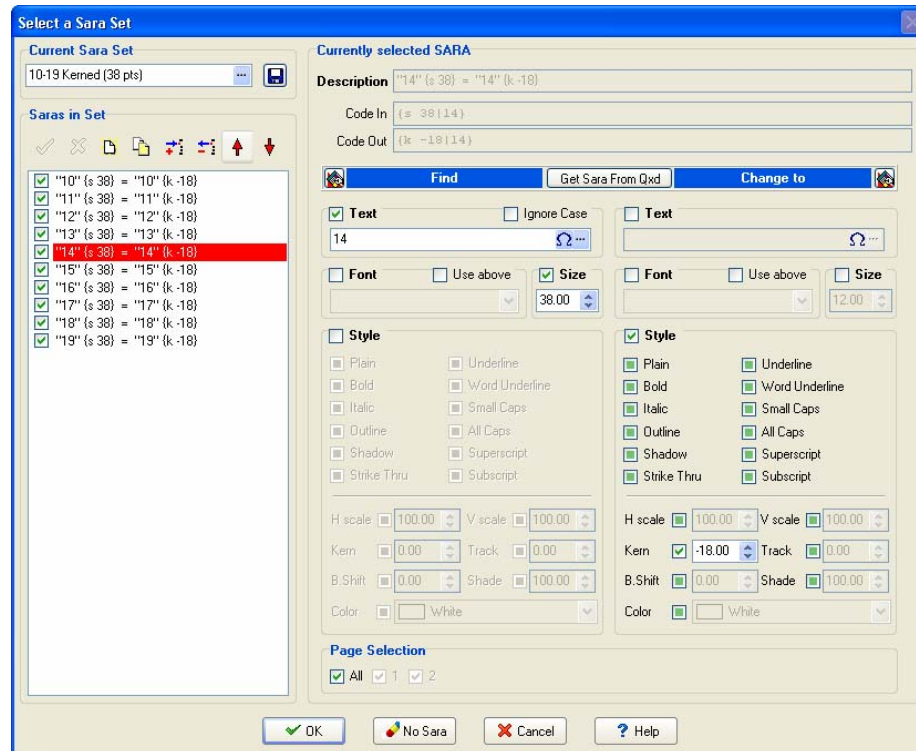 Select a Sara Set
Current Sara Set
10-19 Kerned (38 pts)
Saras in Set
"10" {s 38} = "10" {k -18}
"11" {s 38} = "11" {k -18}
"12" {s 38} = "12" {k -18}
"13" {s 38} = "13" {k -18}
"14" {s 38} = "14" {k -18}
"15" {s 38} = "15" {k -18}
"16" {s 38} = "16" {k -18}
"17" {s 38} = "17" {k -18}
"18" {s 38} = "18" {k -18}
"19" {s 38} = "19" {k -18}
Currently selected SARA
Description "14" {s 38} = "14" {k -18}
Code In {s 38|14}
Code Out {k -18|14}
Find Get Sara From Qxd Change to
Text Ignore Case
14 Ω ...
Font Use above Size
38.00
Style
Plain Underline
Bold Word Underline
Italic Small Caps
Outline All Caps
Shadow Superscript
Strike Thru Subscript
H scale 100.00 V scale 100.00
Kern 0.00 Track 0.00
B.Shift 0.00 Shade 100.00
Color White
Text
Ω ...
Font Use above Size
12.00
Style
Plain Underline
Bold Word Underline
Italic Small Caps
Outline All Caps
Shadow Superscript
Strike Thru Subscript
H scale 100.00 V scale 100.00
Kern -18.00 Track 0.00
B.Shift 0.00 Shade 100.00
Color White
Page Selection
All 1 2
OK No Sara Cancel ? Help